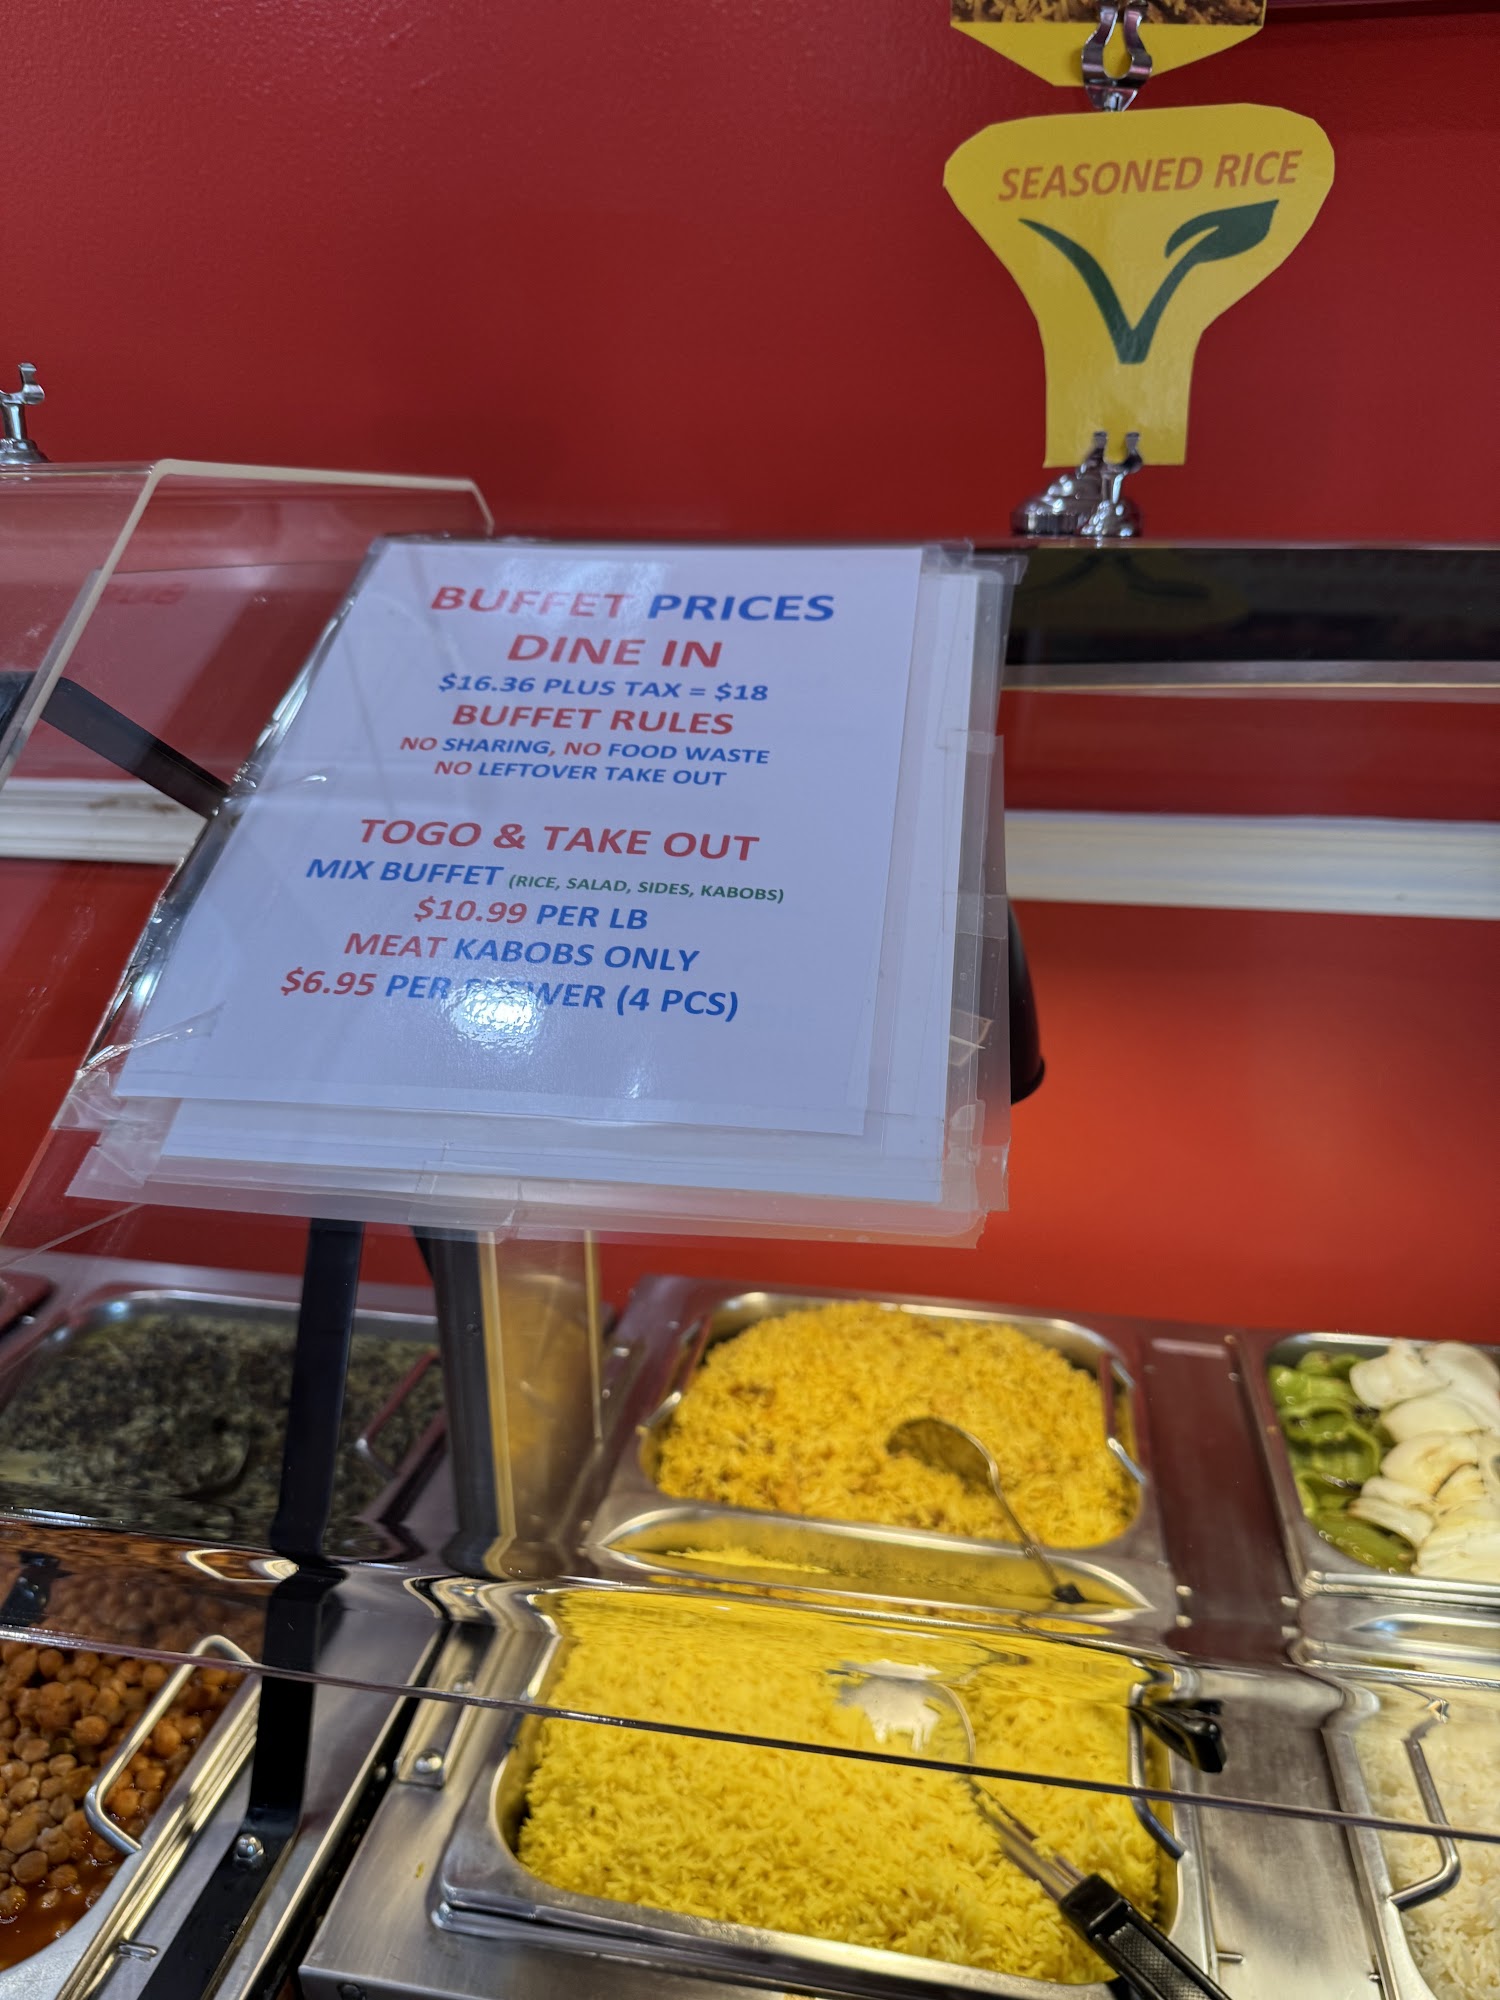 SEASONED RICE
BUFFET PRICES
DINE IN
$16.36 PLUS TAX = $18
BUFFET RULES
NO SHARING, NO FOOD WASTE
NO LEFTOVER TAKE OUT
TOGO & TAKE OUT
MIX BUFFET (RICE, SALAD, SIDES, KABOBS)
$10.99 PER LB
MEAT KABOBS ONLY
$6.95 PER SKEWER (4 PCS)